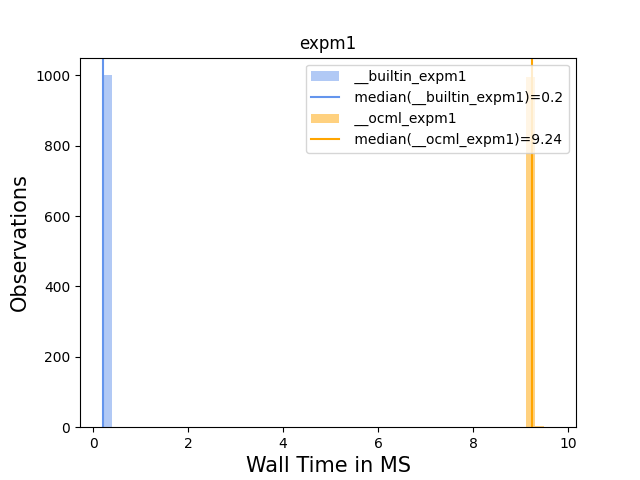 expm1
1000
800
600
400
200
0
Observations
__builtin_expm1
median(__builtin_expm1)=0.2
__ocml_expm1
median(__ocml_expm1)=9.24
0 2 4 6 8 10
Wall Time in MS